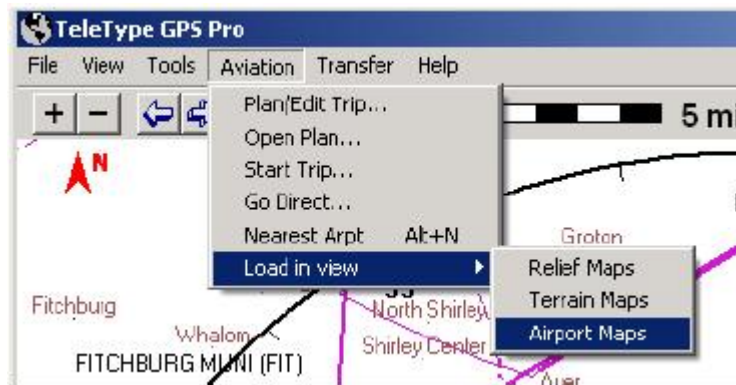 TeleType GPS Pro
File View Tools Aviation Transfer Help
+ − 5 mi
Plan/Edit Trip...
Open Plan...
Start Trip...
Go Direct...
Nearest Arpt Alt+N
Load in view
Relief Maps
Terrain Maps
Airport Maps
N
Groton
Fitchburg
North Shirley
Whalom
Shirley Center
FITCHBURG MUNI (FIT)
Ayer